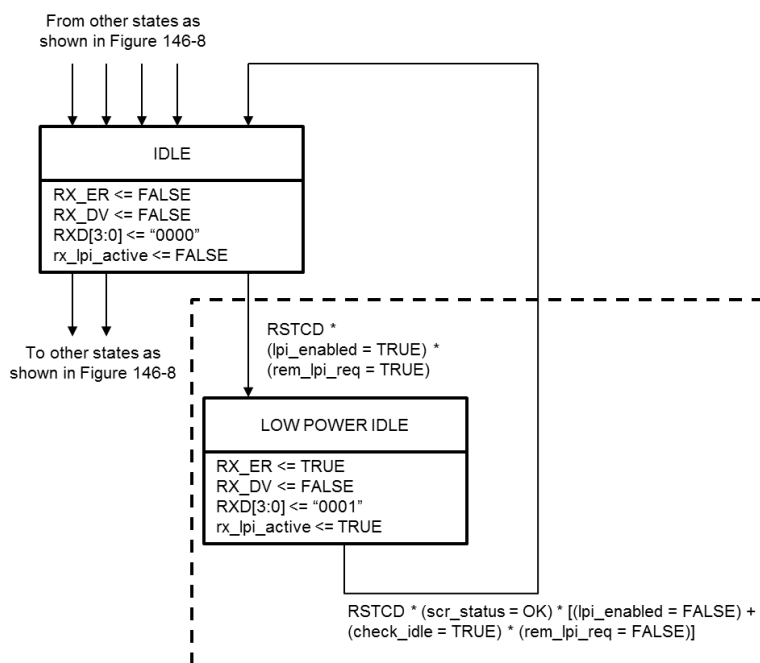 From other states as
shown in Figure 146-8
IDLE
RX_ER <= FALSE
RX_DV <= FALSE
RXD[3:0] <= “0000”
rx_lpi_active <= FALSE
To other states as
shown in Figure 146-8
RSTCD *
(lpi_enabled = TRUE) *
(rem_lpi_req = TRUE)
LOW POWER IDLE
RX_ER <= TRUE
RX_DV <= FALSE
RXD[3:0] <= “0001”
rx_lpi_active <= TRUE
RSTCD * (scr_status = OK) * [(lpi_enabled = FALSE) +
(check_idle = TRUE) * (rem_lpi_req = FALSE)]